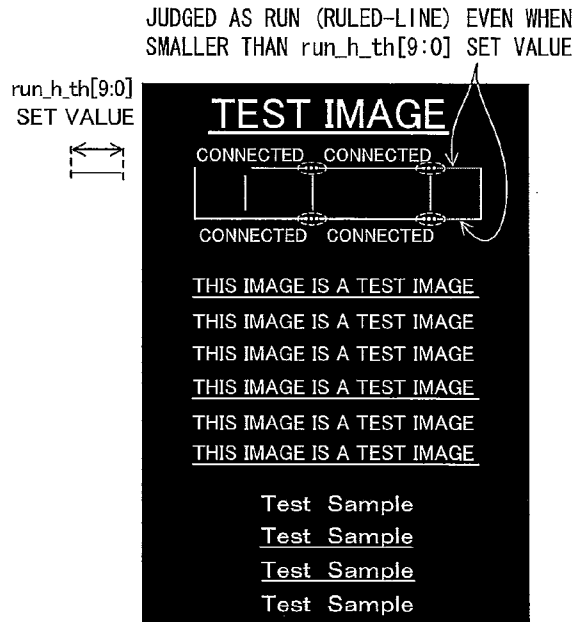 JUDGED AS RUN (RULED-LINE) EVEN WHEN
SMALLER THAN run_h_th[9:0] SET VALUE
run_h_th[9:0]
SET VALUE
TEST IMAGE
CONNECTED CONNECTED
CONNECTED CONNECTED
THIS IMAGE IS A TEST IMAGE
THIS IMAGE IS A TEST IMAGE
THIS IMAGE IS A TEST IMAGE
THIS IMAGE IS A TEST IMAGE
THIS IMAGE IS A TEST IMAGE
THIS IMAGE IS A TEST IMAGE
Test Sample
Test Sample
Test Sample
Test Sample